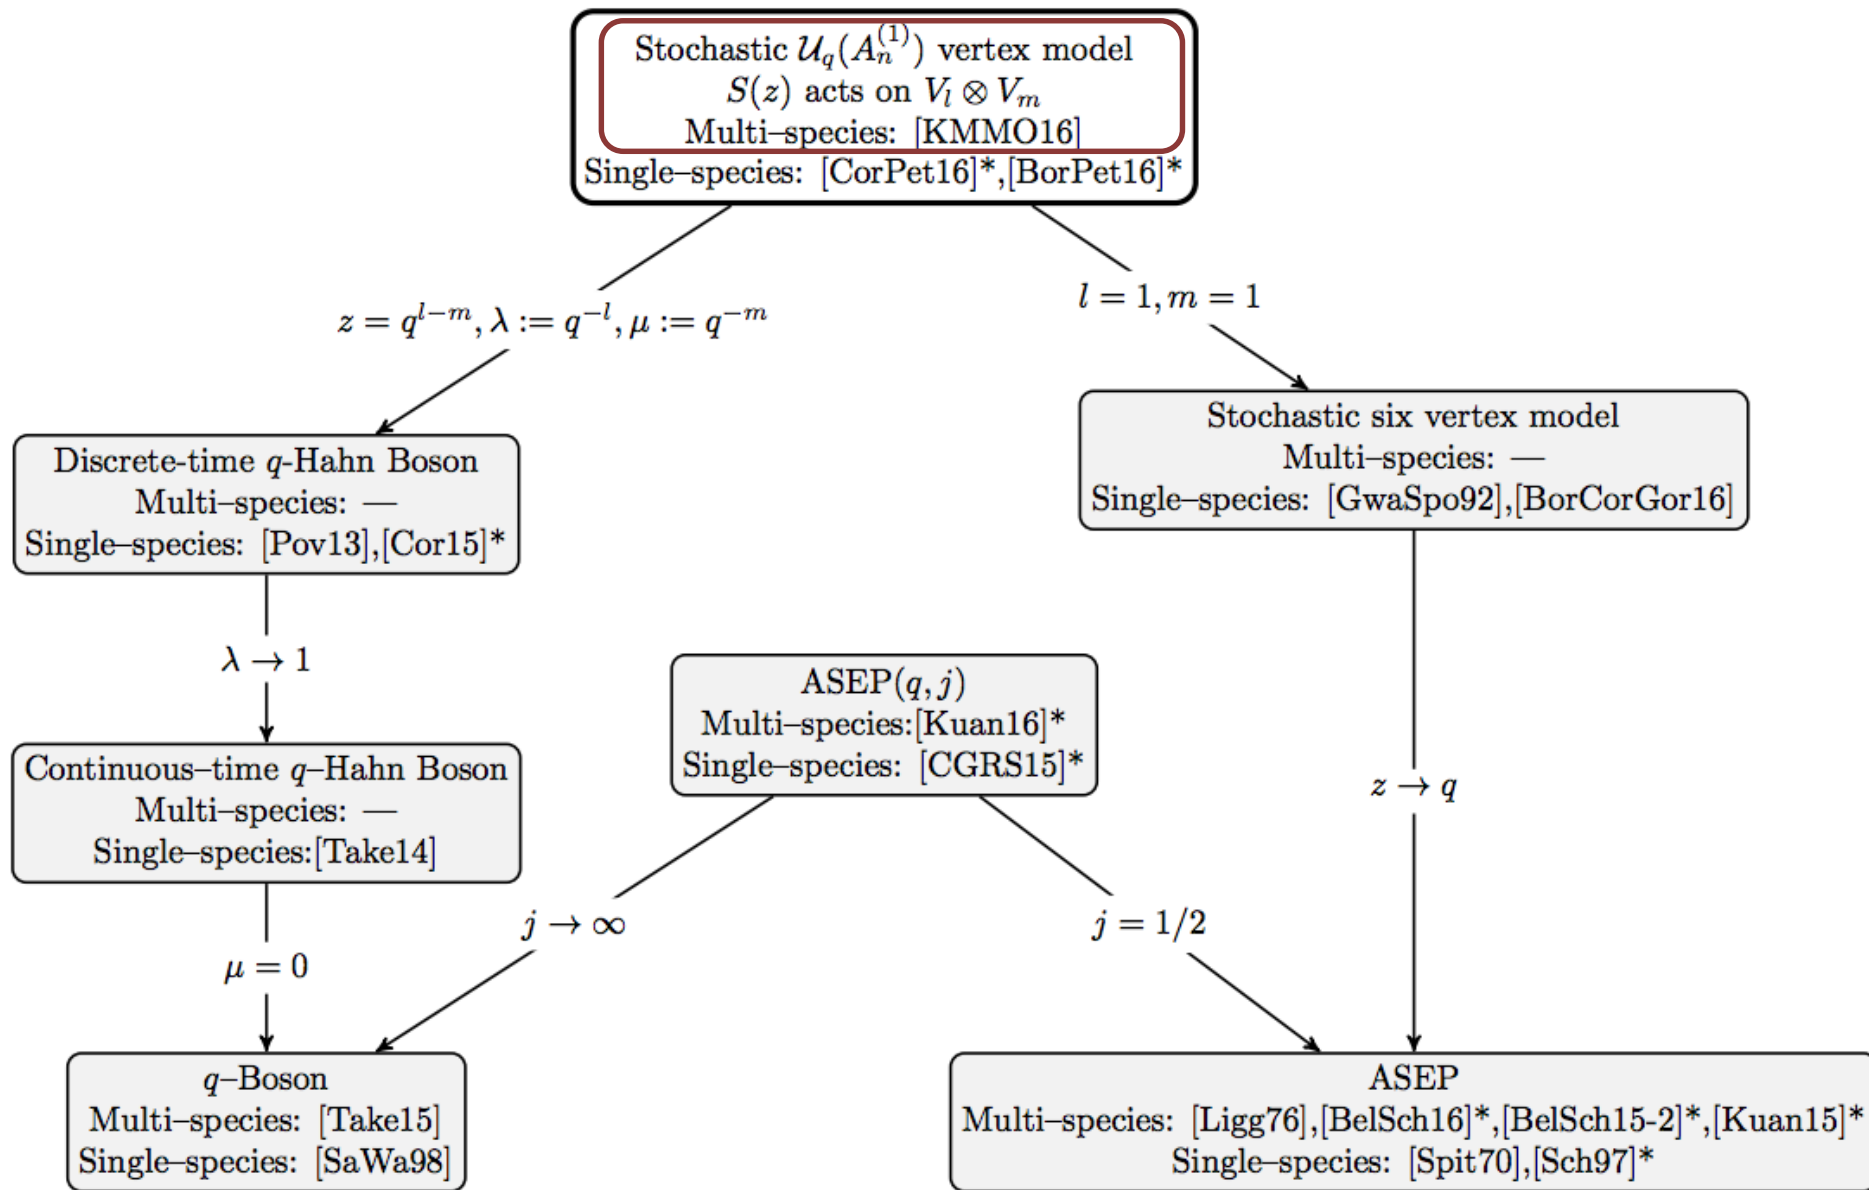 Stochastic 𝒰_q(A_n^{(1)}) vertex model
S(z) acts on V_l ⊗ V_m
Multi–species: [KMMO16]
Single–species: [CorPet16]*,[BorPet16]*
z = q^{l−m}, λ := q^{−l}, μ := q^{−m}
l = 1, m = 1
Discrete-time q-Hahn Boson
Multi–species: —
Single–species: [Pov13],[Cor15]*
Stochastic six vertex model
Multi–species: —
Single–species: [GwaSpo92],[BorCorGor16]
λ → 1
ASEP(q, j)
Multi–species:[Kuan16]*
Single–species: [CGRS15]*
Continuous–time q–Hahn Boson
Multi–species: —
Single–species:[Take14]
z → q
j → ∞
j = 1/2
μ = 0
q–Boson
Multi–species: [Take15]
Single–species: [SaWa98]
ASEP
Multi–species: [Ligg76],[BelSch16]*,[BelSch15-2]*,[Kuan15]*
Single–species: [Spit70],[Sch97]*